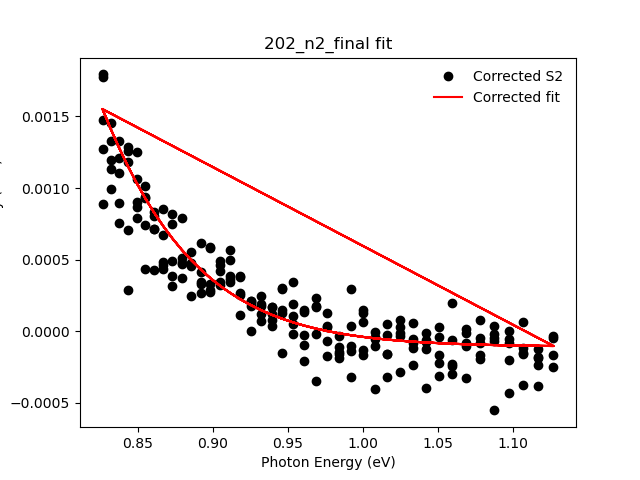 202_n2_final fit
Corrected S2
Corrected fit
0.0015
0.0010
0.0005
0.0000
−0.0005
0.85
0.90
0.95
1.00
1.05
1.10
Photon Energy (eV)